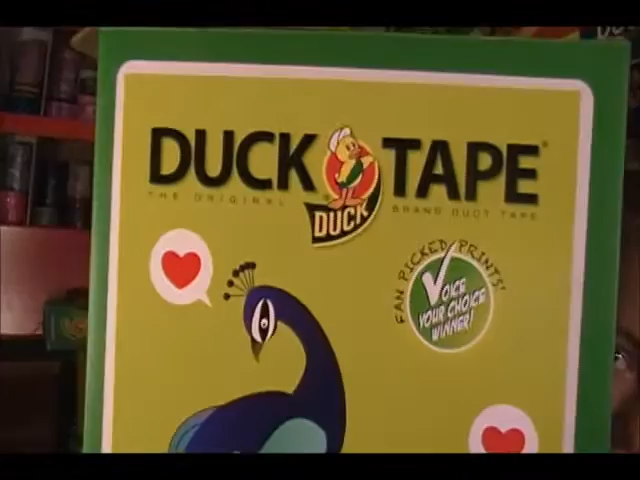 DUCK TAPE®
THE ORIGINAL DUCK BRAND DUCT TAPE
FAN PICKED PRINTS'
VOICE
YOUR CHOICE
WINNER!